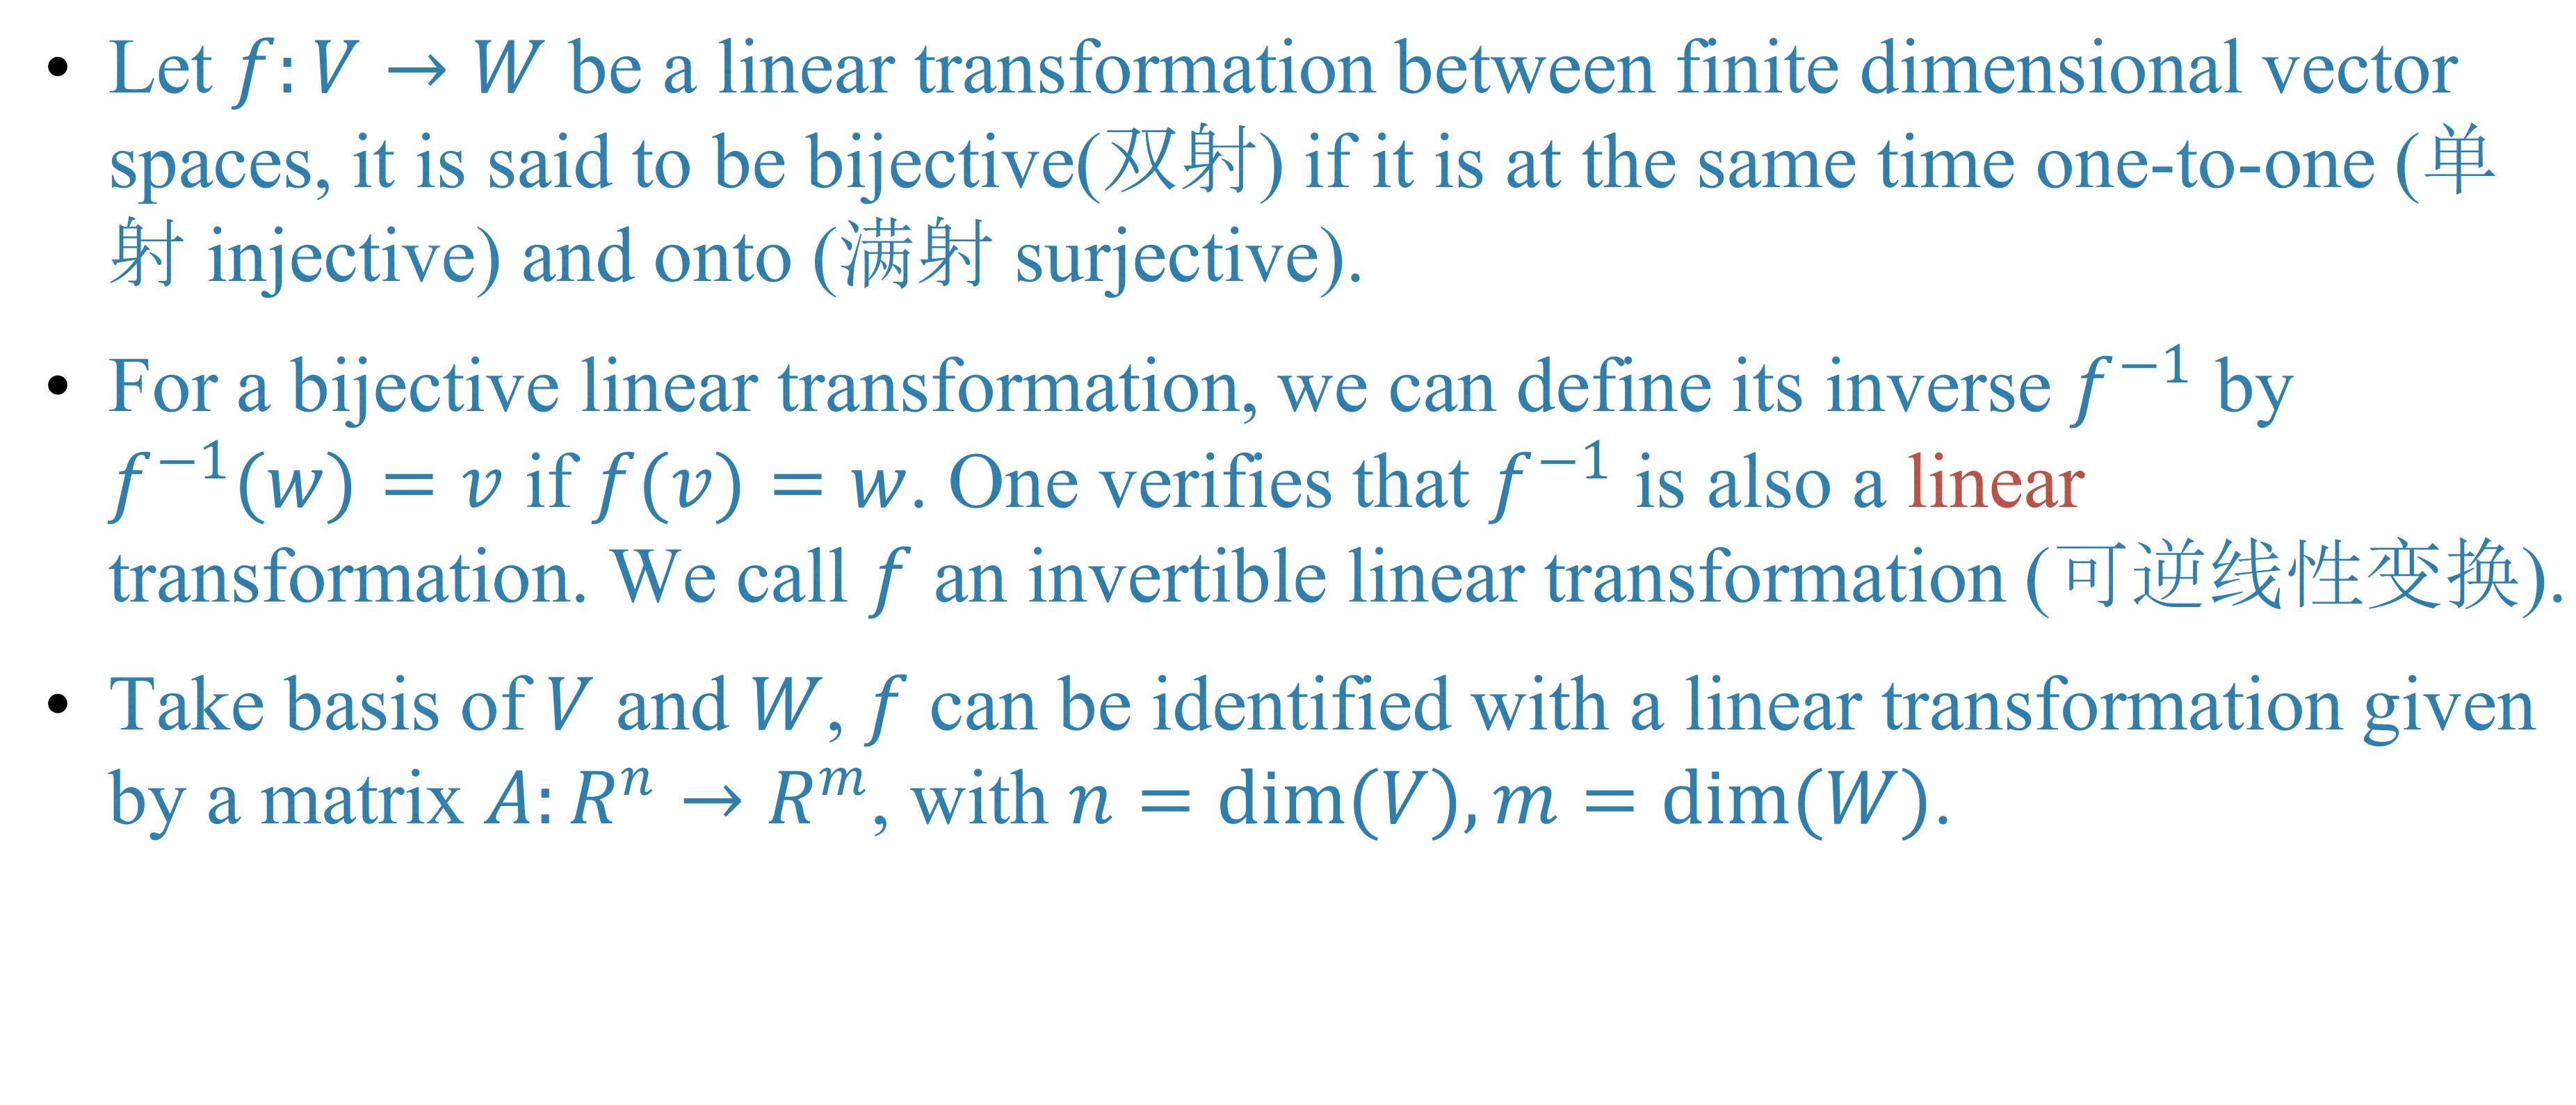 • Let f: V → W be a linear transformation between finite dimensional vector
spaces, it is said to be bijective(双射) if it is at the same time one-to-one (单
射 injective) and onto (满射 surjective).
• For a bijective linear transformation, we can define its inverse f⁻¹ by
f⁻¹(w) = v if f(v) = w. One verifies that f⁻¹ is also a linear
transformation. We call f an invertible linear transformation (可逆线性变换).
• Take basis of V and W, f can be identified with a linear transformation given
by a matrix A: Rⁿ → Rᵐ, with n = dim(V), m = dim(W).